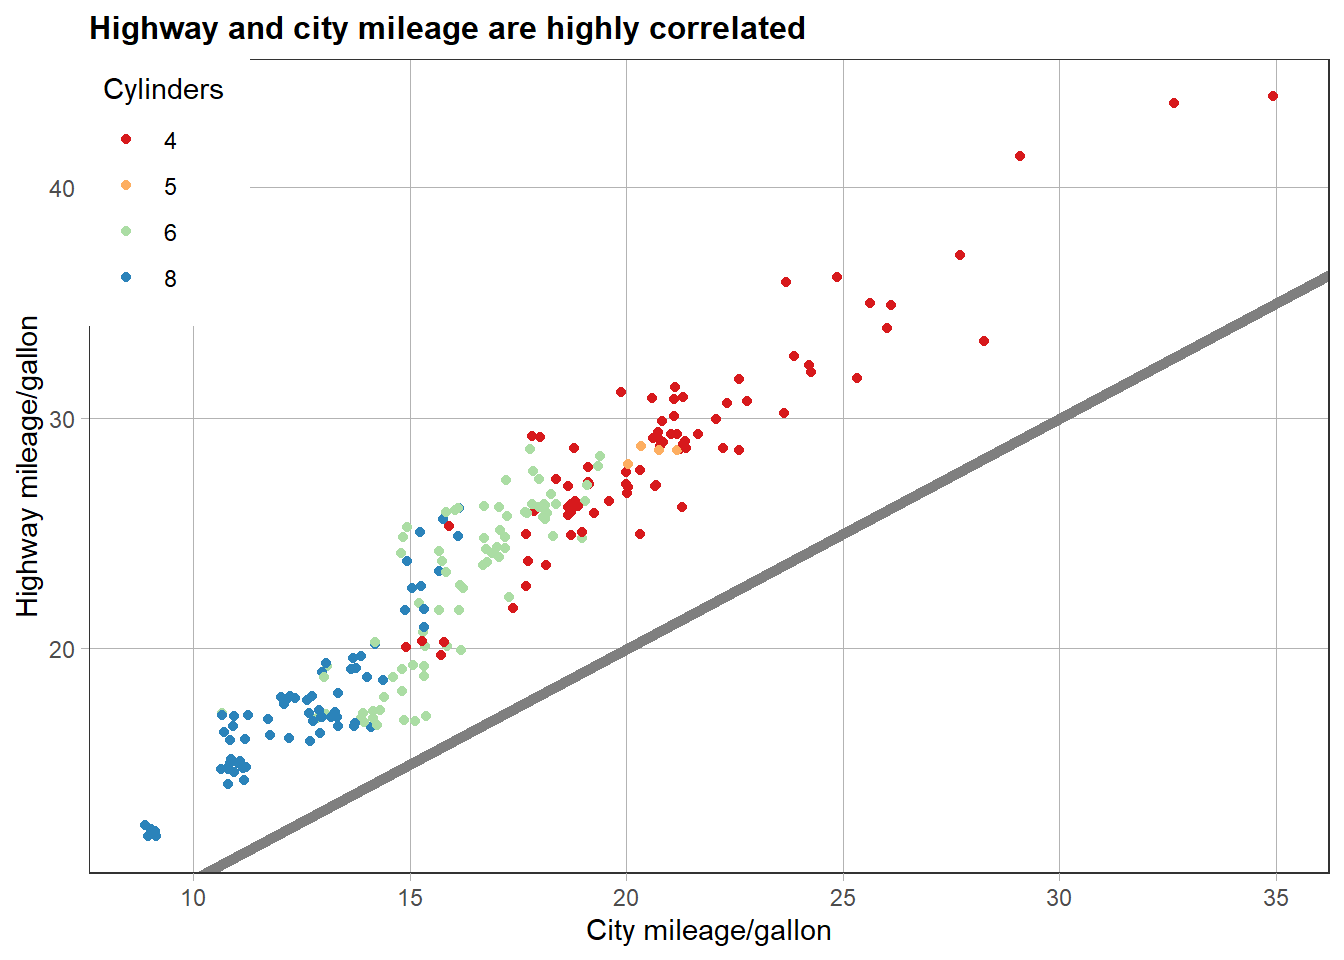 Highway and city mileage are highly correlated
Cylinders
4
5
6
8
40
30
20
Highway mileage/gallon
10 15 20 25 30 35
City mileage/gallon